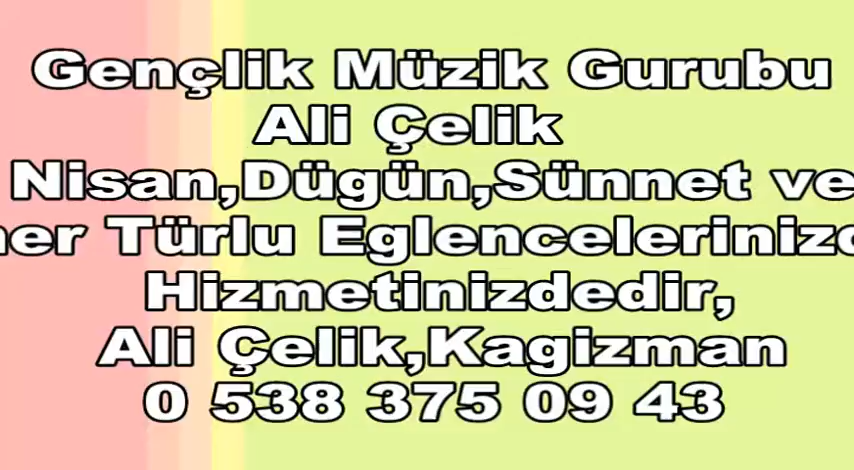 Gençlik Müzik Gurubu
Ali Çelik
Nisan,Dügün,Sünnet ve
her Türlu Eglencelerinizd
Hizmetinizdedir,
Ali Çelik,Kagizman
0 538 375 09 43